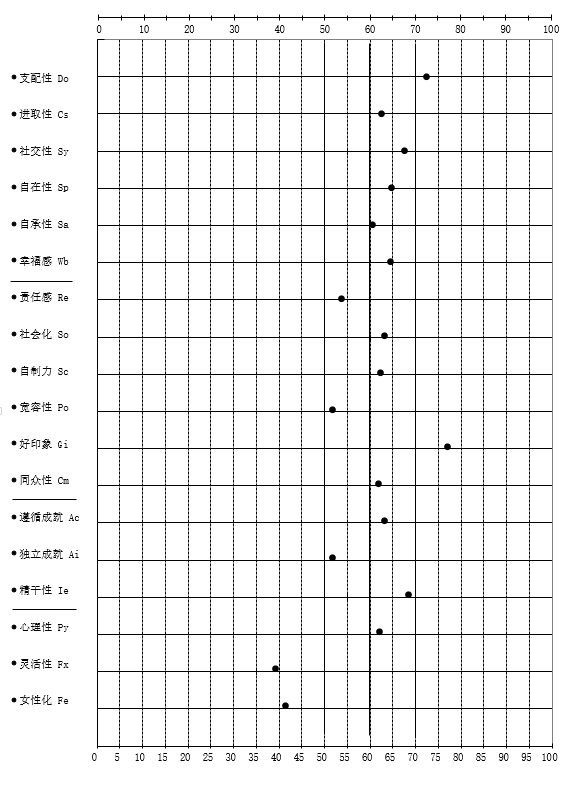 0 10 20 30 40 50 60 70 80 90 100
●支配性 Do
●进取性 Cs
●社交性 Sy
●自在性 Sp
●自承性 Sa
●幸福感 Wb
●责任感 Re
●社会化 So
●自制力 Sc
●宽容性 Po
●好印象 Gi
●同众性 Cm
●遵循成就 Ac
●独立成就 Ai
●精干性 Ie
●心理性 Py
●灵活性 Fx
●女性化 Fe
0 5 10 15 20 25 30 35 40 45 50 55 60 65 70 75 80 85 90 95 100